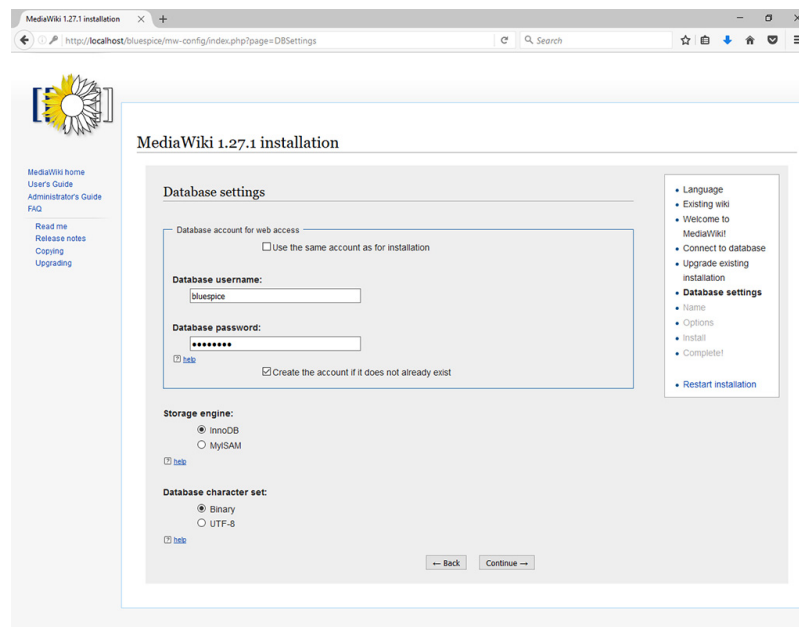 MediaWiki 1.27.1 installation
http://localhost/bluespice/mw-config/index.php?page=DBSettings
Search
MediaWiki home
User's Guide
Administrator's Guide
FAQ
Read me
Release notes
Copying
Upgrading
MediaWiki 1.27.1 installation
Database settings
Database account for web access
Use the same account as for installation
Database username:
bluespice
Database password:
••••••••
? help
Create the account if it does not already exist
Storage engine:
InnoDB
MyISAM
? help
Database character set:
Binary
UTF-8
? help
← Back
Continue →
• Language
• Existing wiki
• Welcome to
MediaWiki!
• Connect to database
• Upgrade existing
installation
• Database settings
• Name
• Options
• Install
• Complete!
• Restart installation